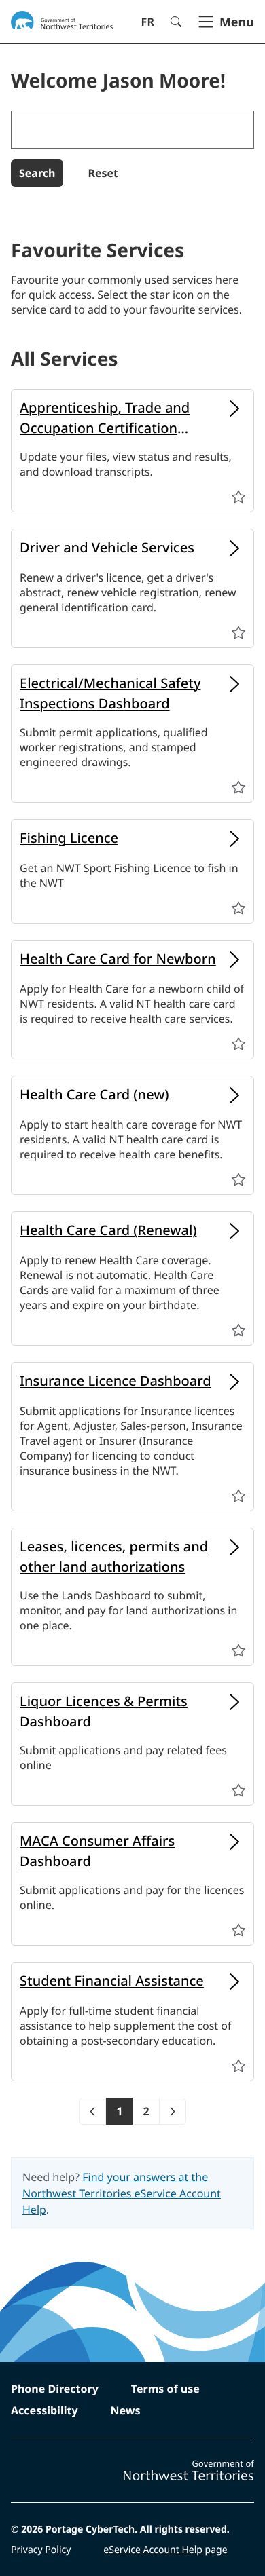 Government of
Northwest Territories
FR
Menu
Welcome Jason Moore!
Search
Reset
Favourite Services
Favourite your commonly used services here
for quick access. Select the star icon on the
service card to add to your favourite services.
All Services
Apprenticeship, Trade and
Occupation Certification...
Update your files, view status and results,
and download transcripts.
Driver and Vehicle Services
Renew a driver's licence, get a driver's
abstract, renew vehicle registration, renew
general identification card.
Electrical/Mechanical Safety
Inspections Dashboard
Submit permit applications, qualified
worker registrations, and stamped
engineered drawings.
Fishing Licence
Get an NWT Sport Fishing Licence to fish in
the NWT
Health Care Card for Newborn
Apply for Health Care for a newborn child of
NWT residents. A valid NT health care card
is required to receive health care services.
Health Care Card (new)
Apply to start health care coverage for NWT
residents. A valid NT health care card is
required to receive health care benefits.
Health Care Card (Renewal)
Apply to renew Health Care coverage.
Renewal is not automatic. Health Care
Cards are valid for a maximum of three
years and expire on your birthdate.
Insurance Licence Dashboard
Submit applications for Insurance licences
for Agent, Adjuster, Sales-person, Insurance
Travel agent or Insurer (Insurance
Company) for licencing to conduct
insurance business in the NWT.
Leases, licences, permits and
other land authorizations
Use the Lands Dashboard to submit,
monitor, and pay for land authorizations in
one place.
Liquor Licences & Permits
Dashboard
Submit applications and pay related fees
online
MACA Consumer Affairs
Dashboard
Submit applications and pay for the licences
online.
Student Financial Assistance
Apply for full-time student financial
assistance to help supplement the cost of
obtaining a post-secondary education.
1
2
Need help? Find your answers at the
Northwest Territories eService Account
Help.
Phone Directory
Terms of use
Accessibility
News
Government of
Northwest Territories
© 2026 Portage CyberTech. All rights reserved.
Privacy Policy
eService Account Help page